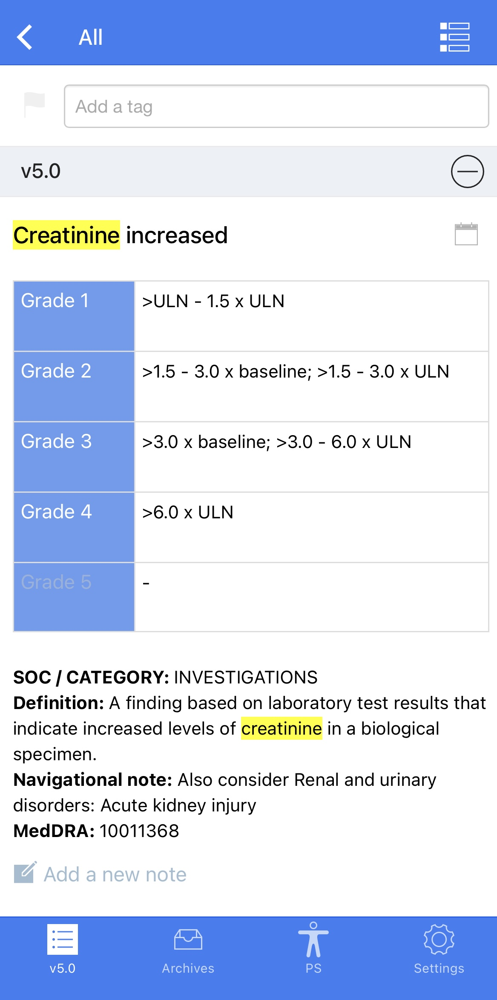 All
Add a tag
v5.0
Creatinine increased
Grade 1 >ULN - 1.5 x ULN
Grade 2 >1.5 - 3.0 x baseline; >1.5 - 3.0 x ULN
Grade 3 >3.0 x baseline; >3.0 - 6.0 x ULN
Grade 4 >6.0 x ULN
Grade 5 -
SOC / CATEGORY: INVESTIGATIONS
Definition: A finding based on laboratory test results that
indicate increased levels of creatinine in a biological
specimen.
Navigational note: Also consider Renal and urinary
disorders: Acute kidney injury
MedDRA: 10011368
Add a new note
v5.0 Archives PS Settings